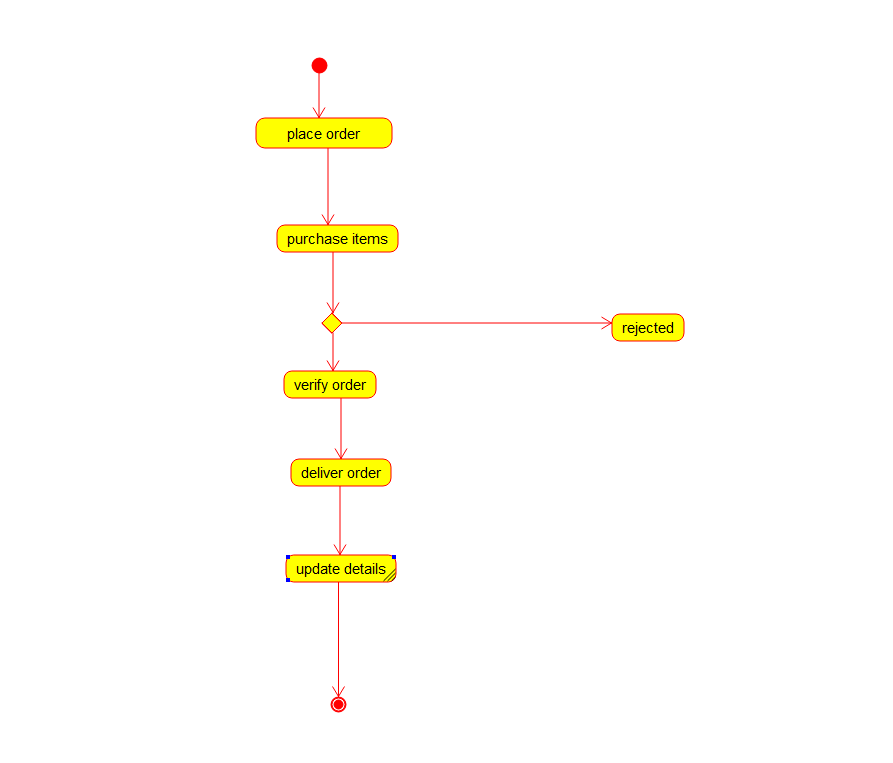 place order
purchase items
rejected
verify order
deliver order
update details